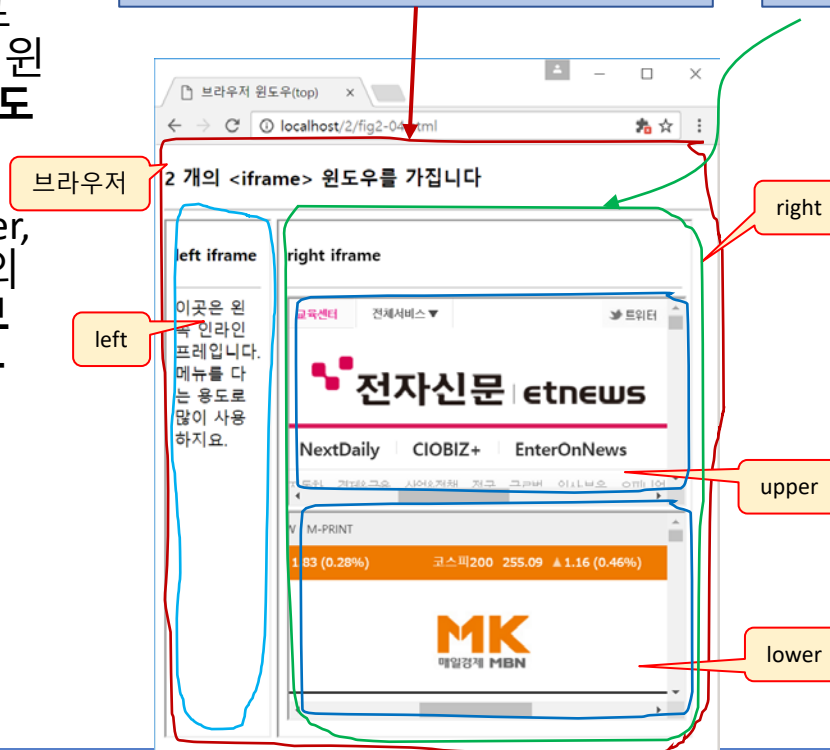 윈
도
er,
의
브라우저 윈도우(top)
localhost/2/fig2-04.html
2 개의 <iframe> 윈도우를 가집니다
브라우저
right
left iframe
이곳은 왼
쪽 인라인
프레입니다.
메뉴를 다
는 용도로
많이 사용
하지요.
left
right iframe
교육센터 전체서비스▼ 트위터
전자신문 etnews
NextDaily CIOBIZ+ EnterOnNews
upper
M-PRINT
1.83 (0.28%) 코스피200 255.09 ▲1.16 (0.46%)
MK
매일경제 MBN
lower